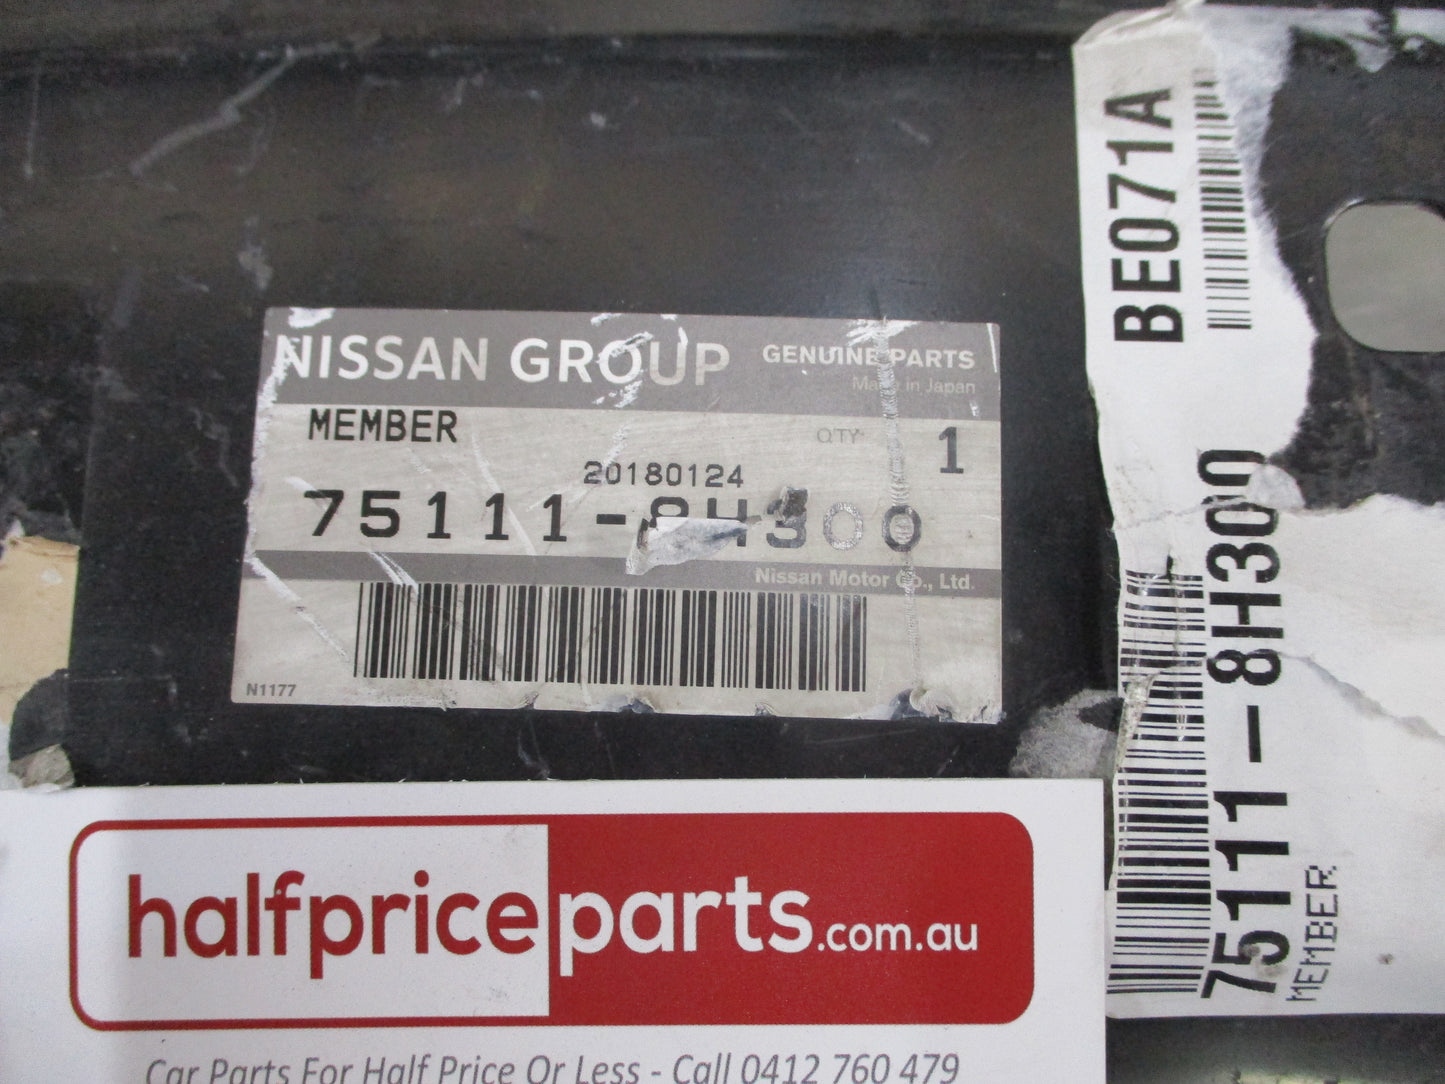 NISSAN GROUP GENUINE PARTS
Made in Japan
MEMBER QTY 1
20180124
75111-8H300
Nissan Motor Co., Ltd.
N1177
BE071A
75111-8H300
MEMBER
halfpriceparts.com.au
Car Parts For Half Price Or Less - Call 0412 760 479